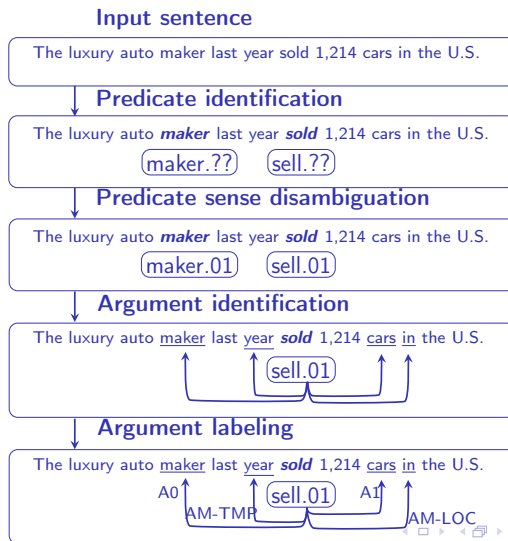 Input sentence
The luxury auto maker last year sold 1,214 cars in the U.S.
Predicate identification
The luxury auto maker last year sold 1,214 cars in the U.S.
maker.?? sell.??
Predicate sense disambiguation
The luxury auto maker last year sold 1,214 cars in the U.S.
maker.01 sell.01
Argument identification
The luxury auto maker last year sold 1,214 cars in the U.S.
sell.01
Argument labeling
The luxury auto maker last year sold 1,214 cars in the U.S.
A0 sell.01 A1
AM-TMP AM-LOC